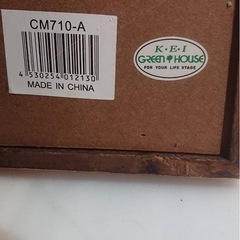 CM710-A
4 530254 012130
MADE IN CHINA
K・E・I
GREEN HOUSE
FOR YOUR LIFE STAGE